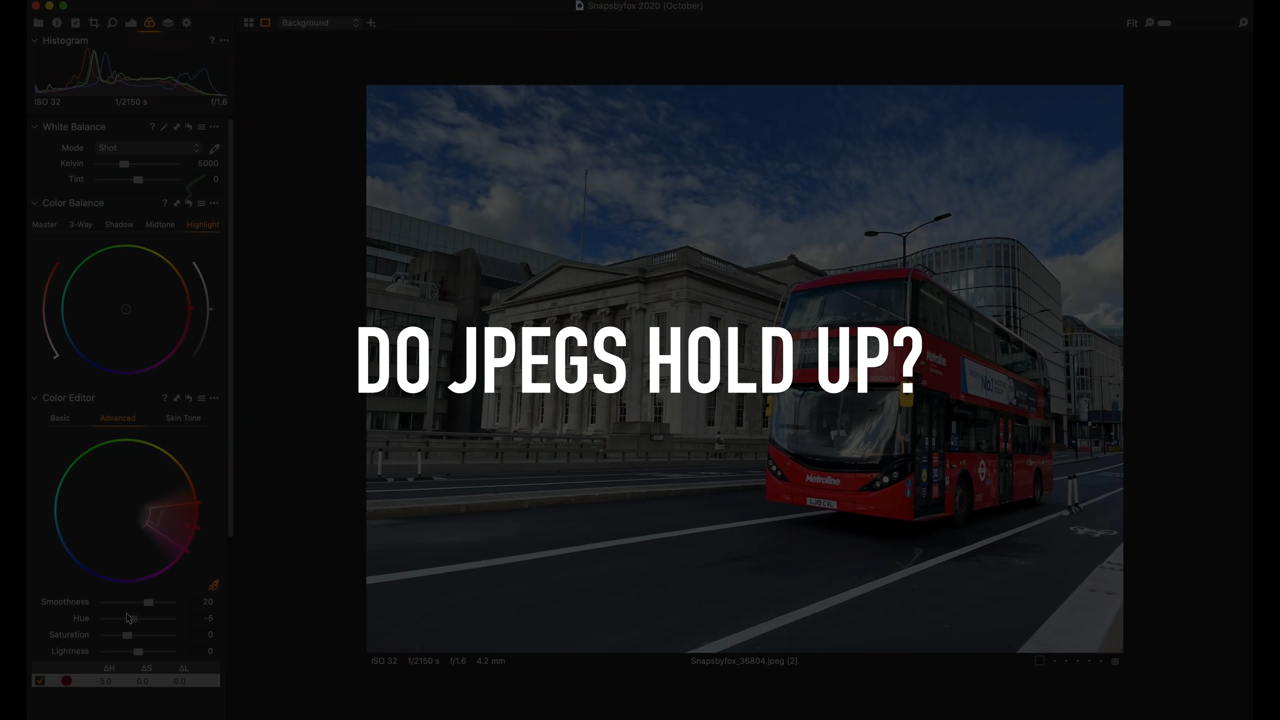 Snapsbyfox 2020 (October)
Background
Fit
Histogram
ISO 32 1/2150 s f/1.6
White Balance
Mode Shot
Kelvin 5000
Tint 0
Color Balance
Master 3-Way Shadow Midtone Highlight
DO JPEGS HOLD UP?
Metroline
No1
Metroline
Color Editor
Basic Advanced Skin Tone
Smoothness 20
Hue -5
Saturation 0
Lightness 0
ΔH ΔS ΔL
-5.0 0.0 0.0
ISO 32 1/2150 s f/1.6 4.2 mm
Snapsbyfox_36804.jpeg [2]